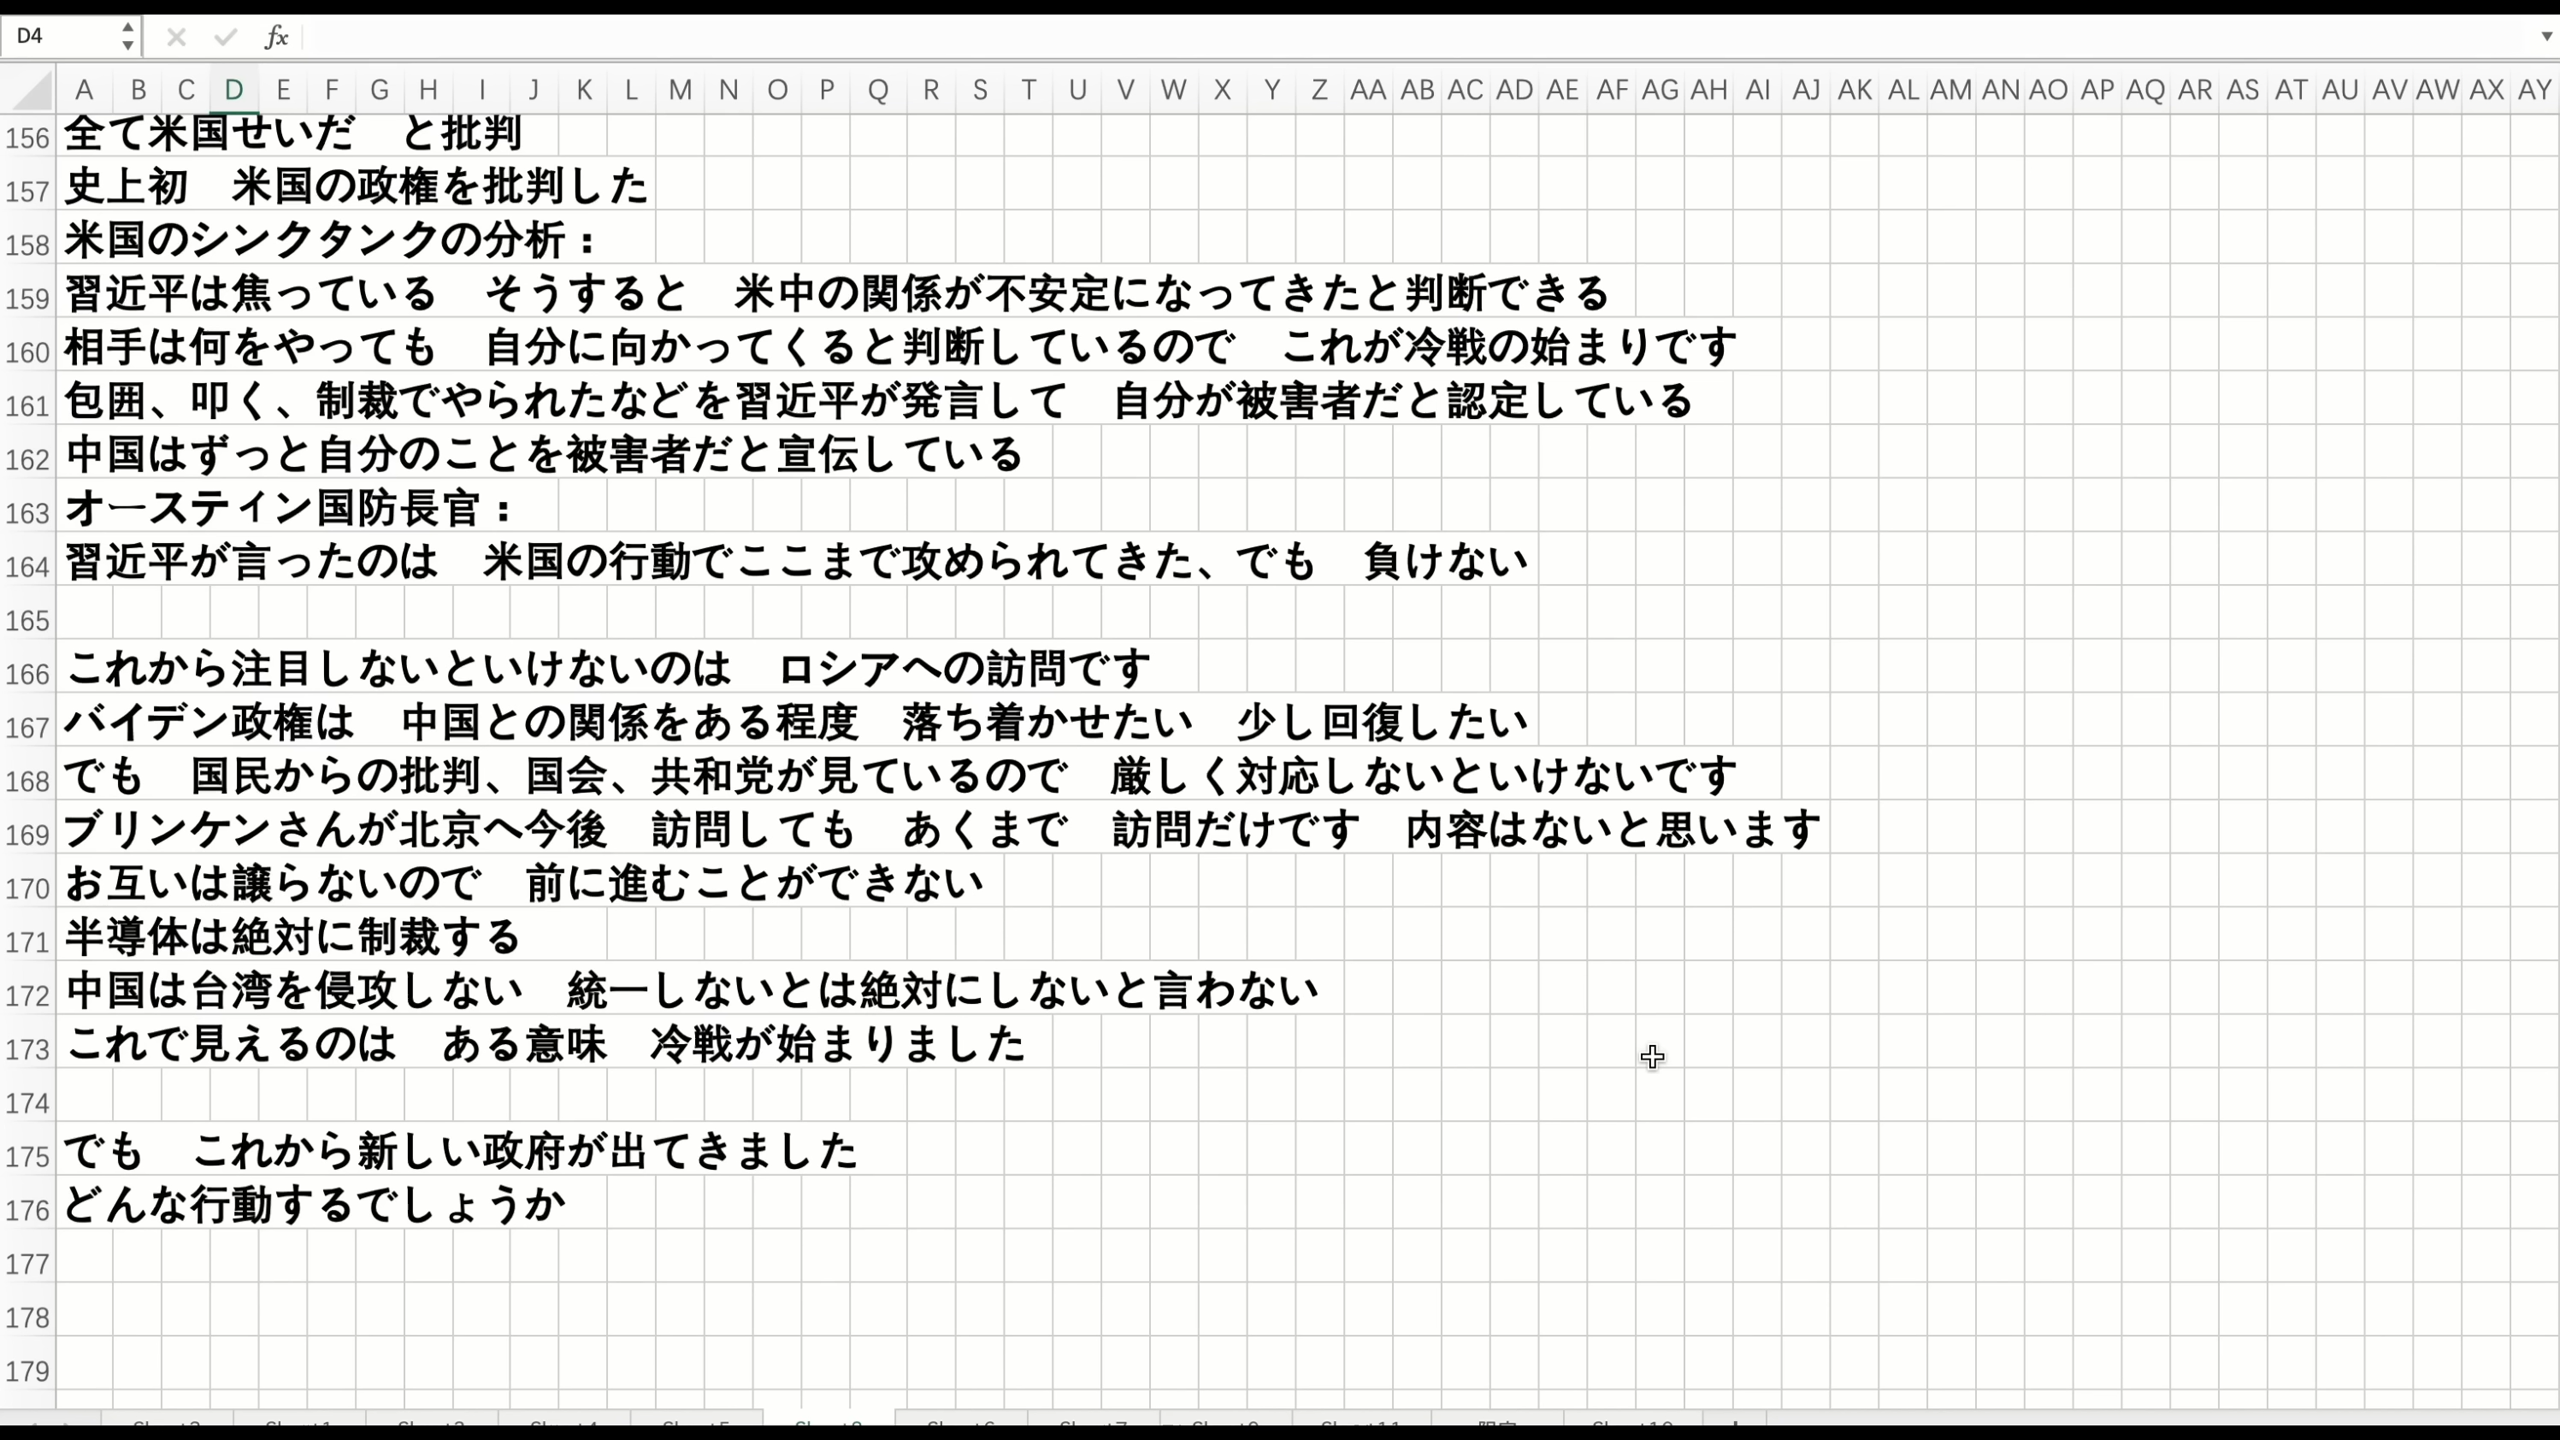 D4
fx
A B C D E F G H I J K L M N O P Q R S T U V W X Y Z AA AB AC AD AE AF AG AH AI AJ AK AL AM AN AO AP AQ AR AS AT AU AV AW AX AY
156 全て米国せいだ　と批判
157 史上初　米国の政権を批判した
158 米国のシンクタンクの分析：
159 習近平は焦っている　そうすると　米中の関係が不安定になってきたと判断できる
160 相手は何をやっても　自分に向かってくると判断しているので　これが冷戦の始まりです
161 包囲、叩く、制裁でやられたなどを習近平が発言して　自分が被害者だと認定している
162 中国はずっと自分のことを被害者だと宣伝している
163 オースティン国防長官：
164 習近平が言ったのは　米国の行動でここまで攻められてきた、でも　負けない
165
166 これから注目しないといけないのは　ロシアへの訪問です
167 バイデン政権は　中国との関係をある程度　落ち着かせたい　少し回復したい
168 でも　国民からの批判、国会、共和党が見ているので　厳しく対応しないといけないです
169 ブリンケンさんが北京へ今後　訪問しても　あくまで　訪問だけです　内容はないと思います
170 お互いは譲らないので　前に進むことができない
171 半導体は絶対に制裁する
172 中国は台湾を侵攻しない　統一しないとは絶対にしないと言わない
173 これで見えるのは　ある意味　冷戦が始まりました
174
175 でも　これから新しい政府が出てきました
176 どんな行動するでしょうか
177
178
179